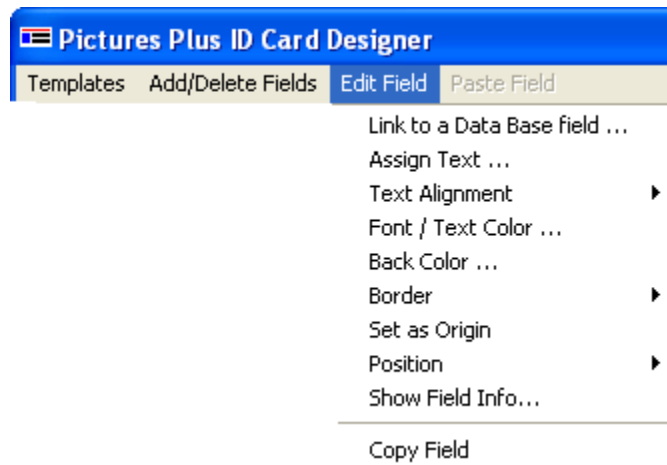 Pictures Plus ID Card Designer
Templates Add/Delete Fields Edit Field Paste Field
Link to a Data Base field ...
Assign Text ...
Text Alignment
Font / Text Color ...
Back Color ...
Border
Set as Origin
Position
Show Field Info...
Copy Field